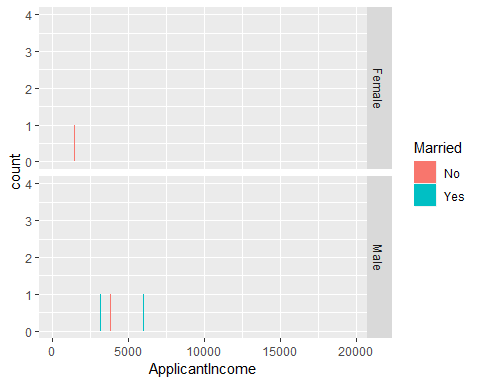 4
3
2
1
0
Female
4
3
2
1
0
Male
count
0
5000
10000
15000
20000
ApplicantIncome
Married
No
Yes